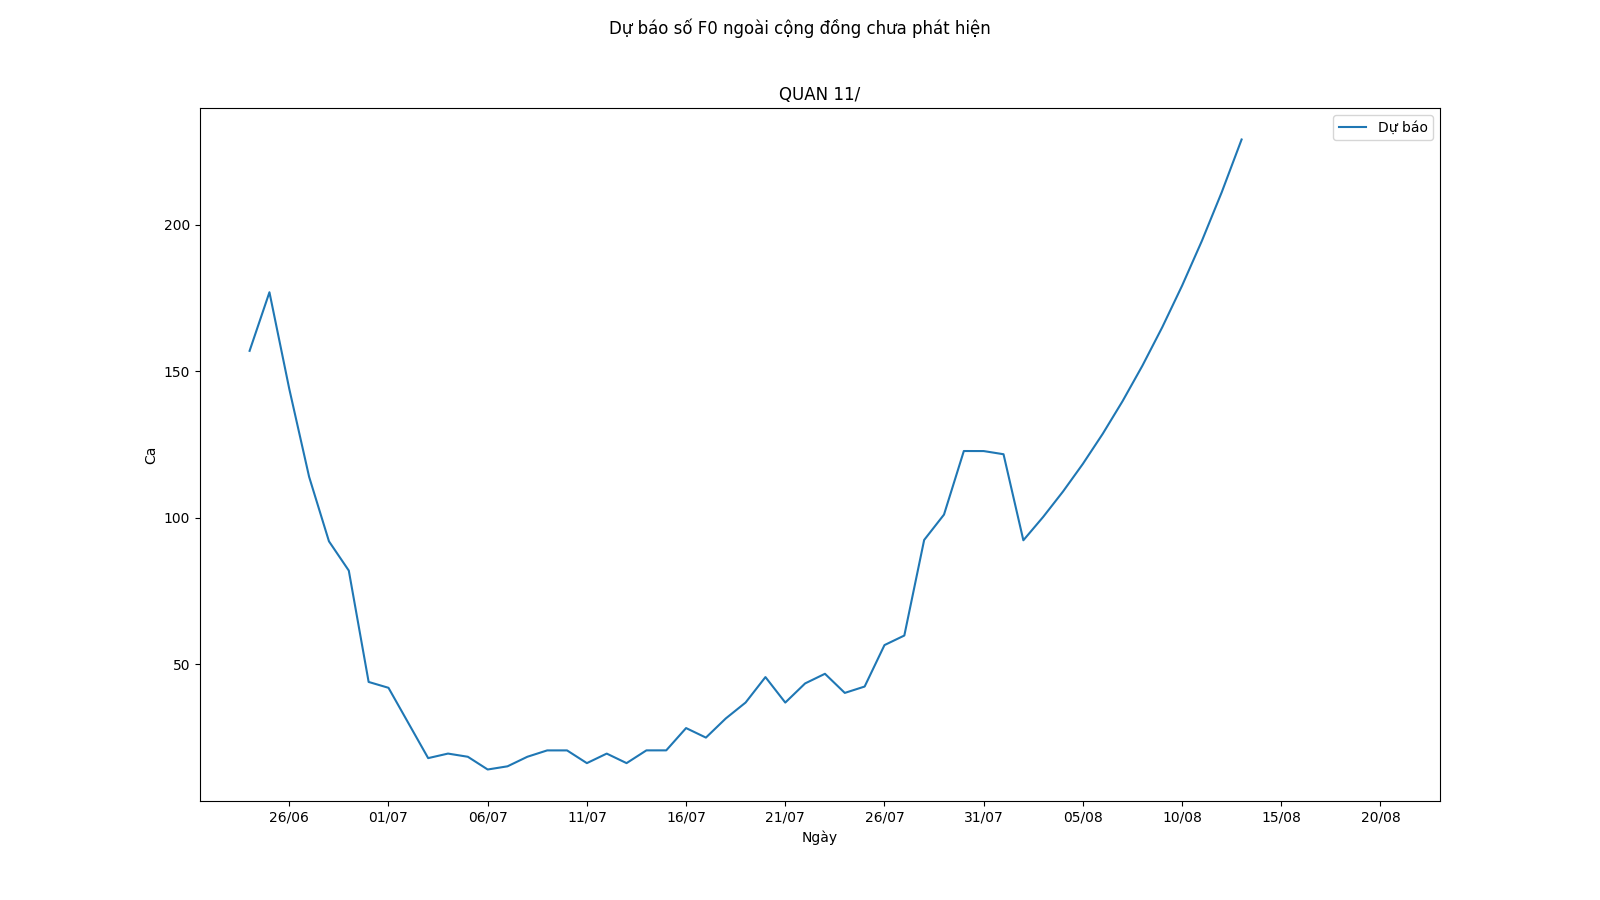 Dự báo số F0 ngoài cộng đồng chưa phát hiện
QUAN 11/
Dự báo
200
150
100
50
Ca
26/06 01/07 06/07 11/07 16/07 21/07 26/07 31/07 05/08 10/08 15/08 20/08
Ngày